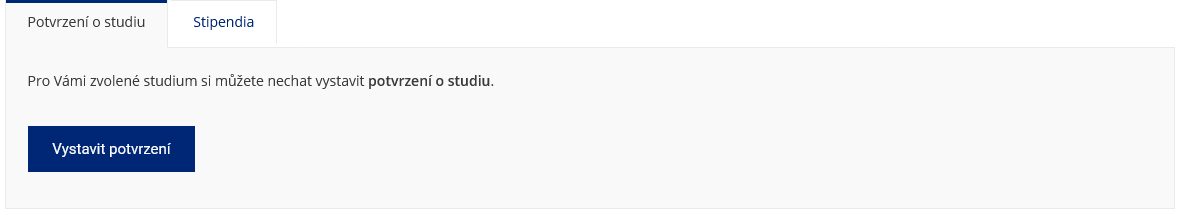 Potvrzení o studiu
Stipendia
Pro Vámi zvolené studium si můžete nechat vystavit potvrzení o studiu.
Vystavit potvrzení